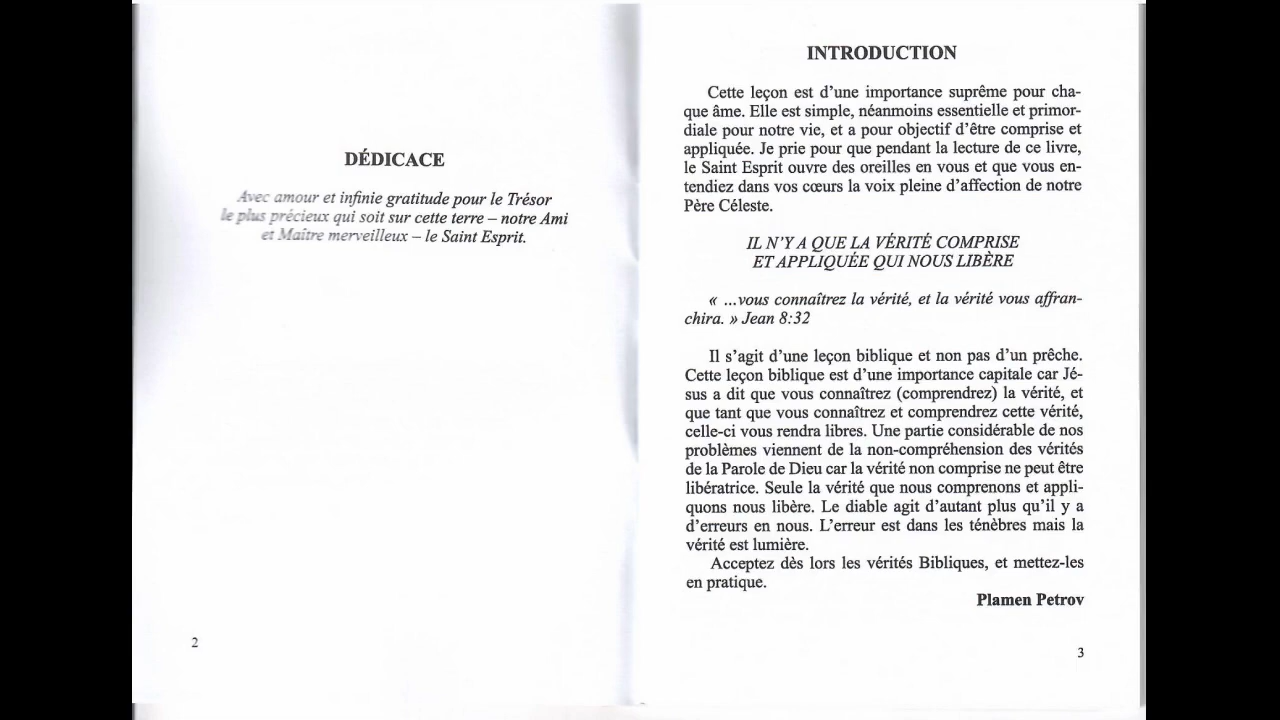 DÉDICACE
Avec amour et infinie gratitude pour le Trésor
le plus précieux qui soit sur cette terre – notre Ami
et Maître merveilleux – le Saint Esprit.
2
INTRODUCTION
Cette leçon est d'une importance suprême pour cha-
que âme. Elle est simple, néanmoins essentielle et primor-
diale pour notre vie, et a pour objectif d'être comprise et
appliquée. Je prie pour que pendant la lecture de ce livre,
le Saint Esprit ouvre des oreilles en vous et que vous en-
tendiez dans vos cœurs la voix pleine d'affection de notre
Père Céleste.
IL N'Y A QUE LA VÉRITÉ COMPRISE
ET APPLIQUÉE QUI NOUS LIBÈRE
« ...vous connaîtrez la vérité, et la vérité vous affran-
chira. » Jean 8:32
Il s'agit d'une leçon biblique et non pas d'un prêche.
Cette leçon biblique est d'une importance capitale car Jé-
sus a dit que vous connaîtrez (comprendrez) la vérité, et
que tant que vous connaîtrez et comprendrez cette vérité,
celle-ci vous rendra libres. Une partie considérable de nos
problèmes viennent de la non-compréhension des vérités
de la Parole de Dieu car la vérité non comprise ne peut être
libératrice. Seule la vérité que nous comprenons et appli-
quons nous libère. Le diable agit d'autant plus qu'il y a
d'erreurs en nous. L'erreur est dans les ténèbres mais la
vérité est lumière.
Acceptez dès lors les vérités Bibliques, et mettez-les
en pratique.
Plamen Petrov
3